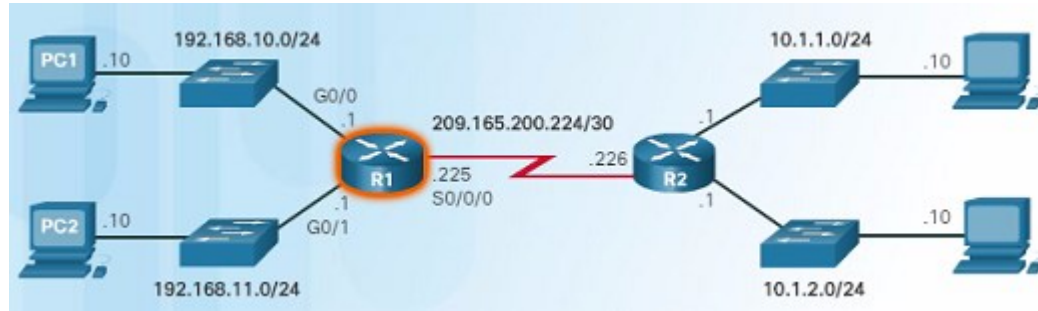 192.168.10.0/24
10.1.1.0/24
PC1
.10
.10
G0/0
.1
209.165.200.224/30
.1
R1
.225
S0/0/0
.226
R2
.1
G0/1
.1
PC2
.10
.10
192.168.11.0/24
10.1.2.0/24